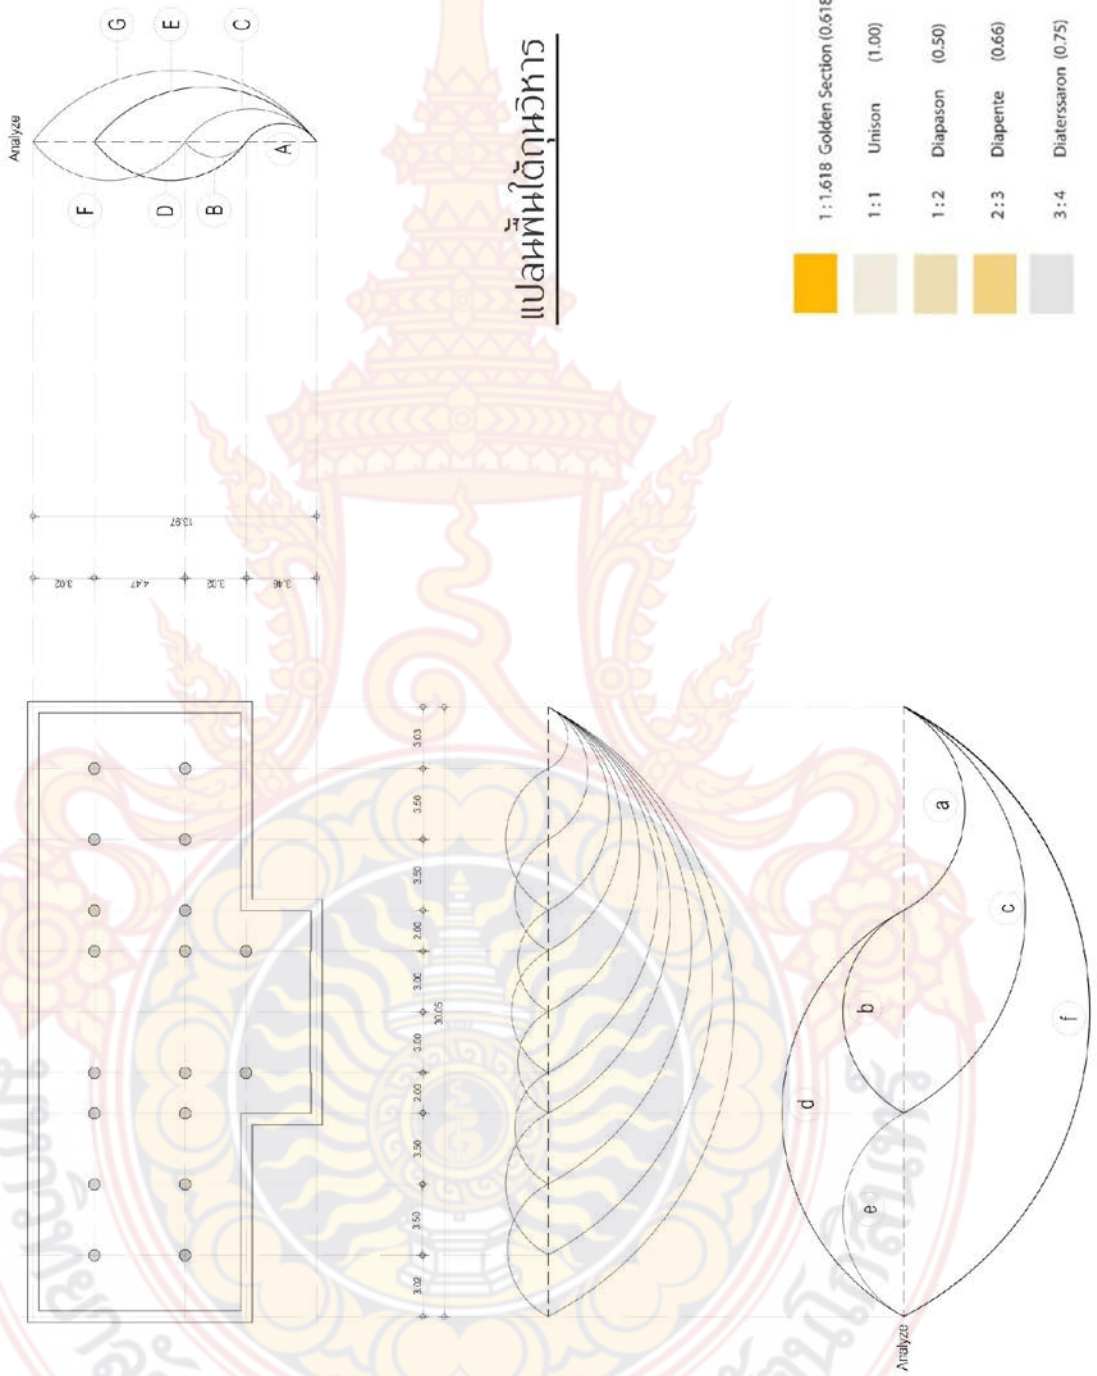 Analyze
G
E
C
F
D
B
A
13.97
3.02
4.47
3.02
3.46
3.02 3.50 3.50 2.00 3.00 3.00 2.00 3.50 3.50 3.03
30.05
แปลนพื้นใต้ถุนวิหาร
Analyze
d
e
b
a
c
f
1 : 1.618 Golden Section (0.618
1 : 1 Unison (1.00)
1 : 2 Diapason (0.50)
2 : 3 Diapente (0.66)
3 : 4 Diaterssaron (0.75)